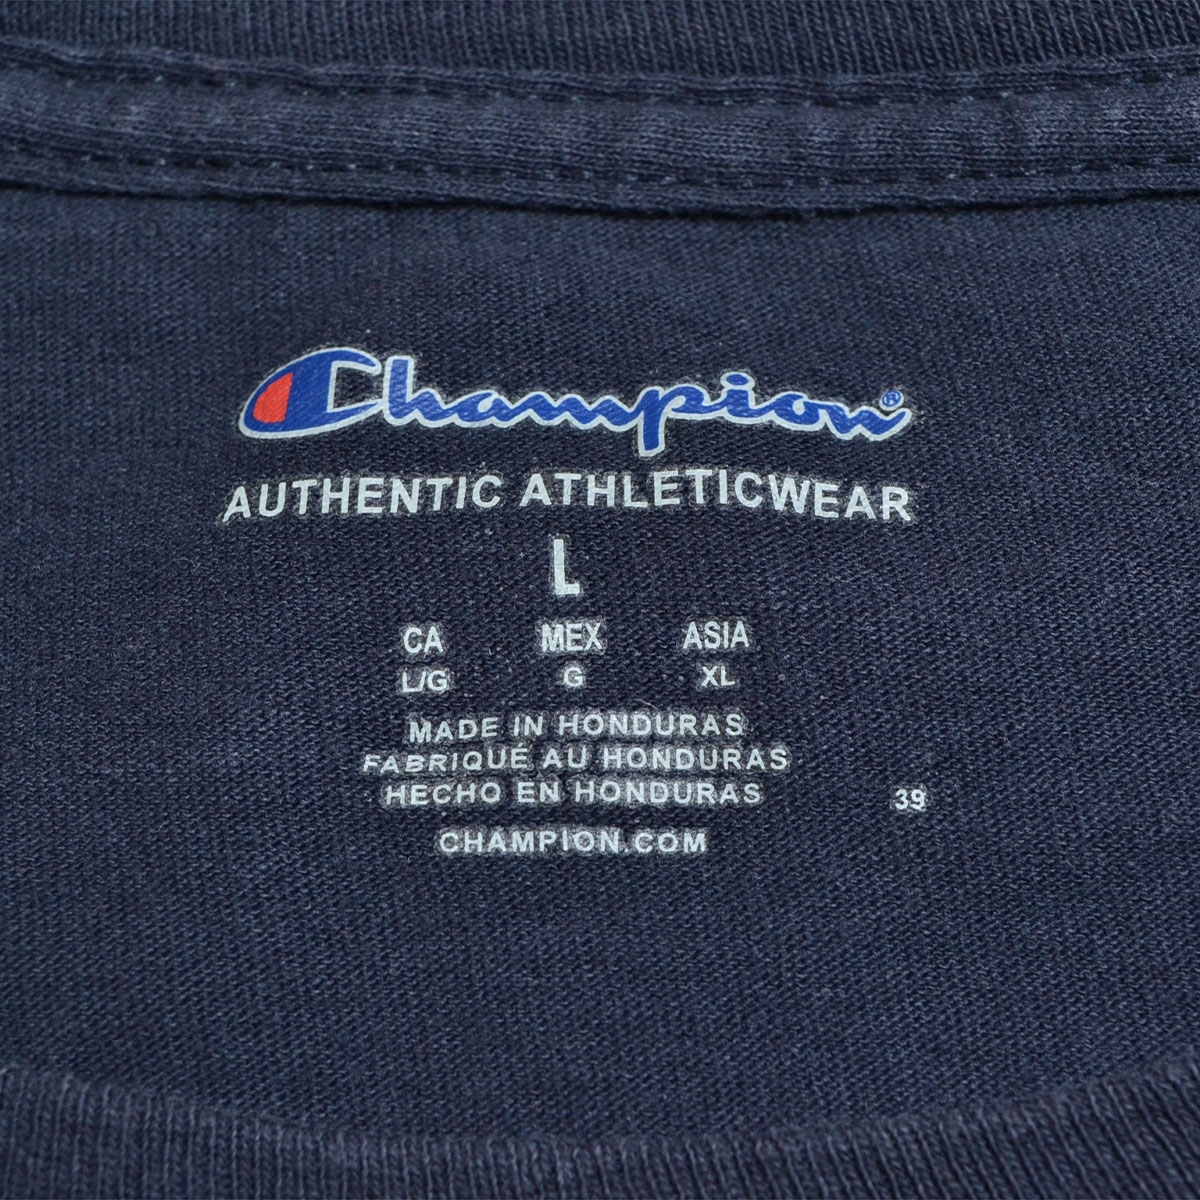 Champion®
AUTHENTIC ATHLETICWEAR
L
CA MEX ASIA
L/G G XL
MADE IN HONDURAS
FABRIQUÉ AU HONDURAS
HECHO EN HONDURAS 39
CHAMPION.COM